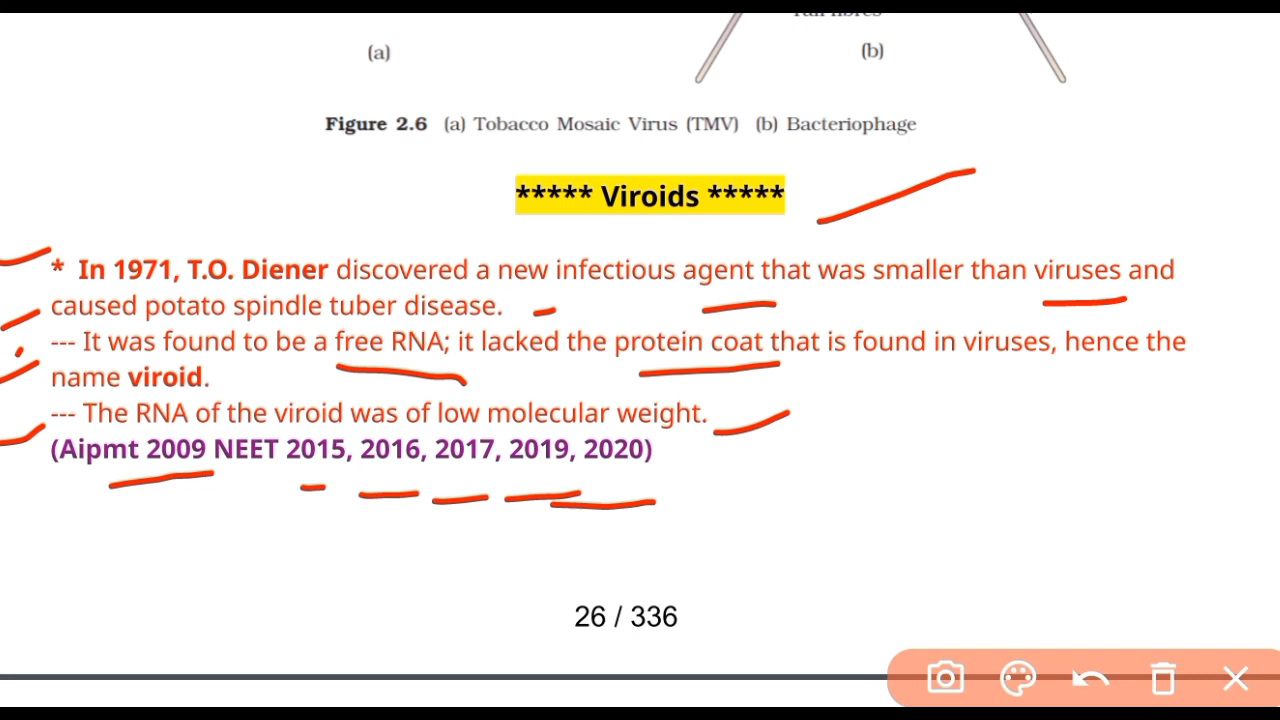 (a)
(b)
Figure 2.6 (a) Tobacco Mosaic Virus (TMV) (b) Bacteriophage
***** Viroids *****
* In 1971, T.O. Diener discovered a new infectious agent that was smaller than viruses and
caused potato spindle tuber disease.
--- It was found to be a free RNA; it lacked the protein coat that is found in viruses, hence the
name viroid.
--- The RNA of the viroid was of low molecular weight.
(Aipmt 2009 NEET 2015, 2016, 2017, 2019, 2020)
26 / 336